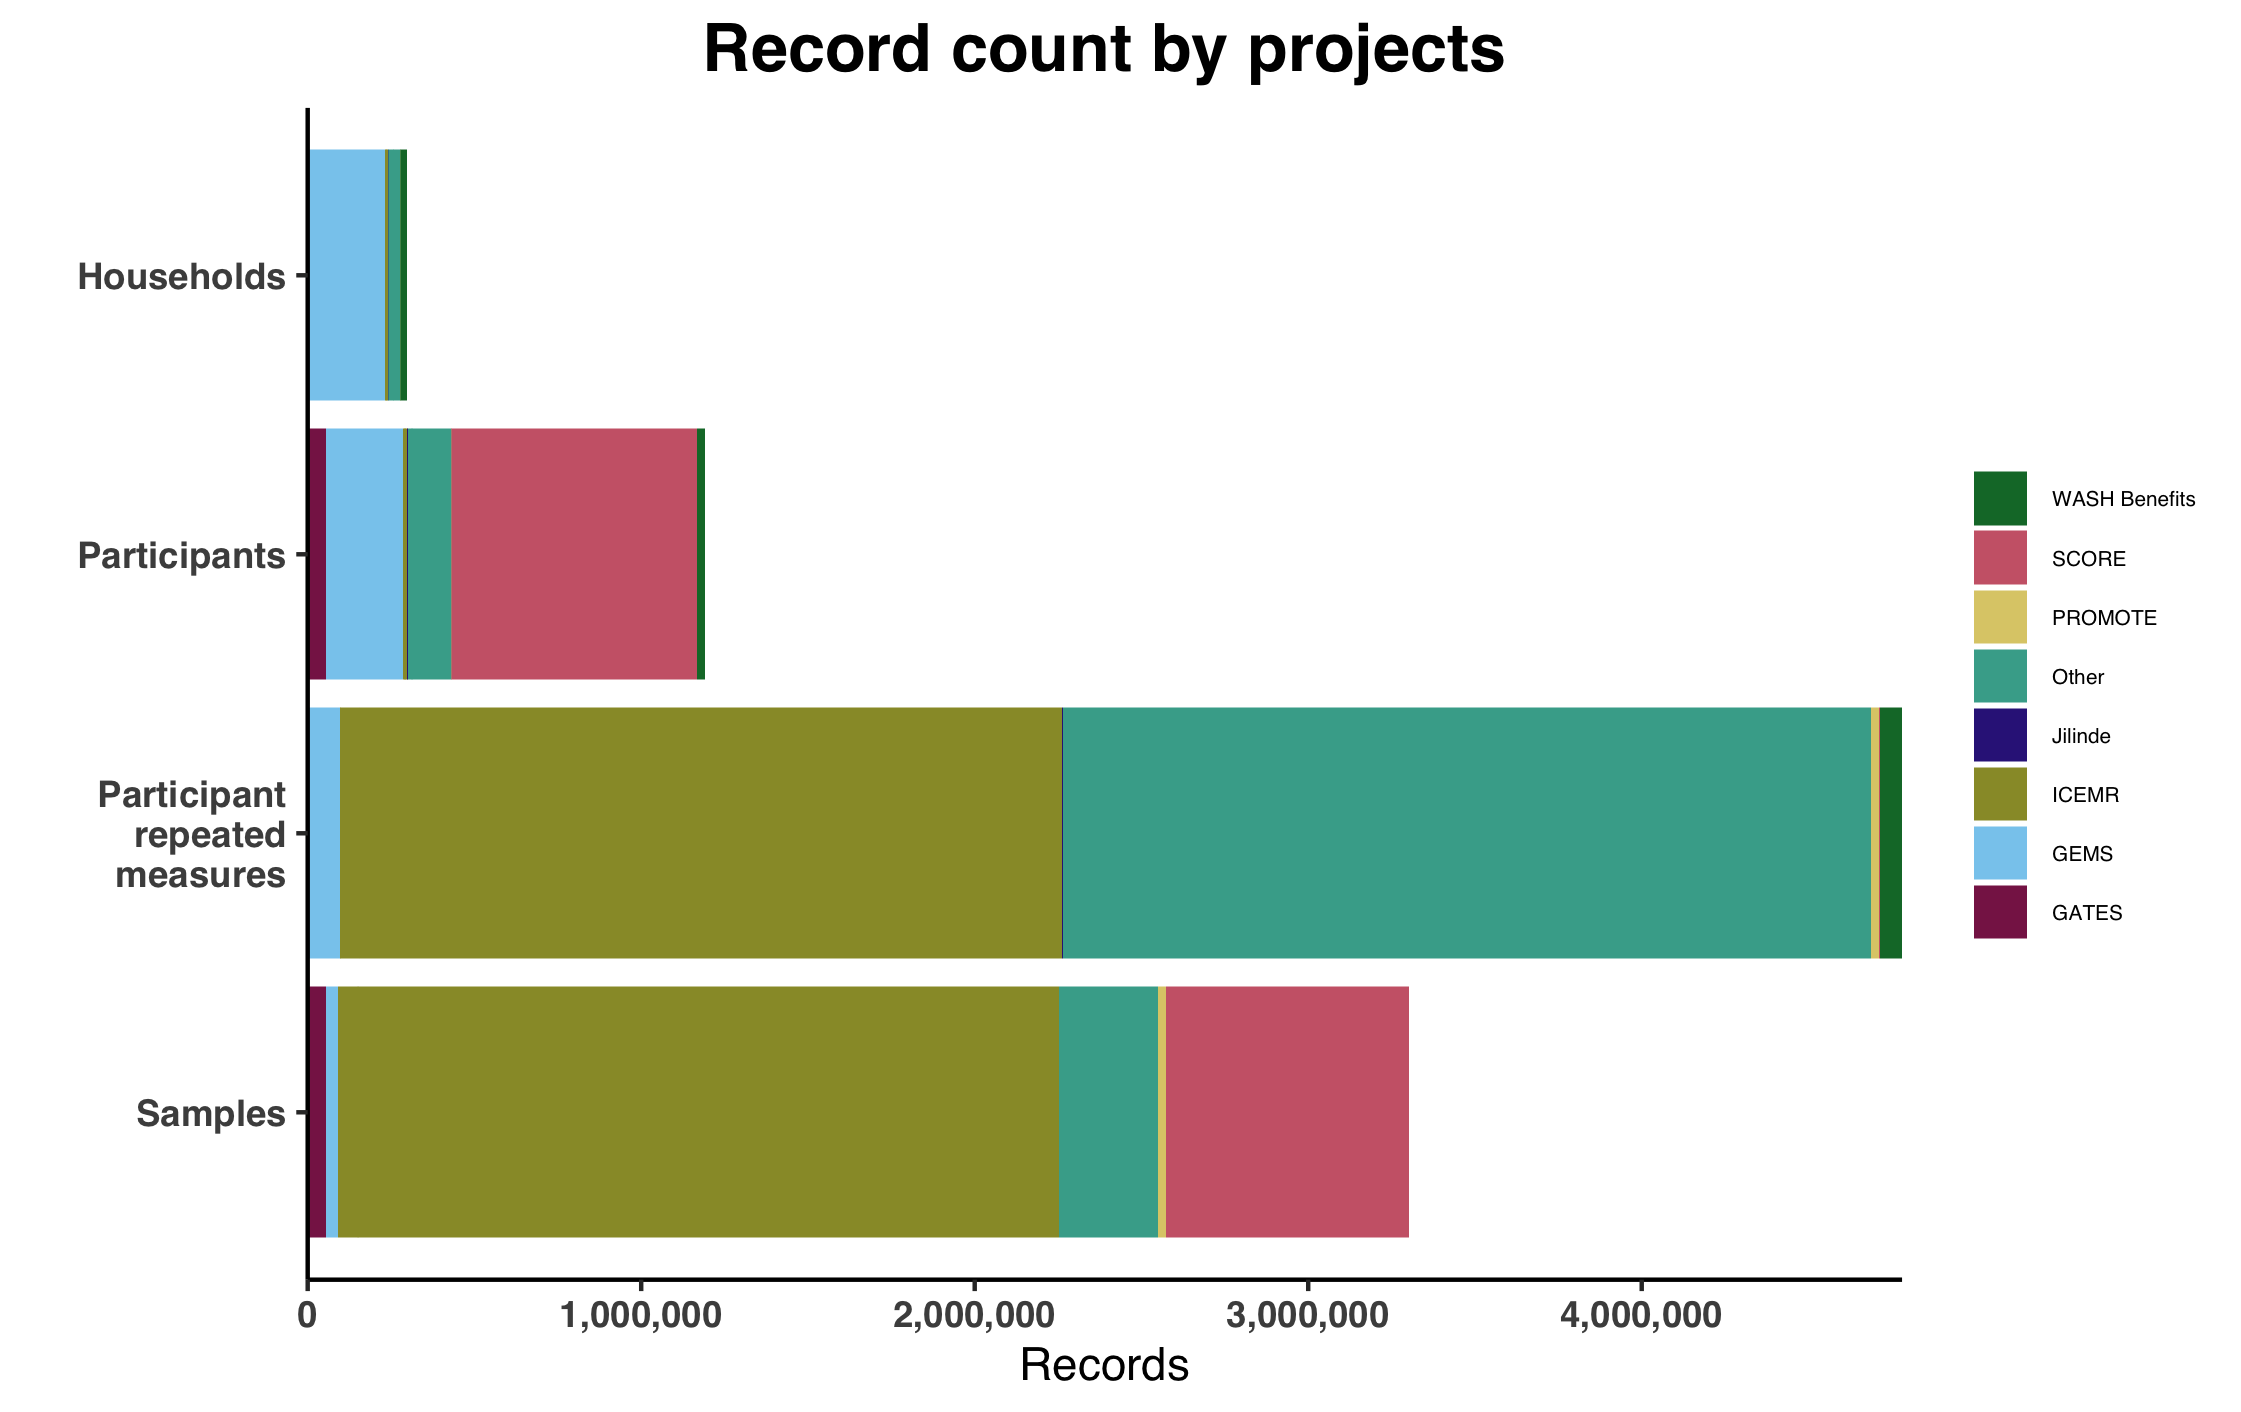 Record count by projects
Households
Participants
Participant
repeated
measures
Samples
0
1,000,000
2,000,000
3,000,000
4,000,000
Records
WASH Benefits
SCORE
PROMOTE
Other
Jilinde
ICEMR
GEMS
GATES